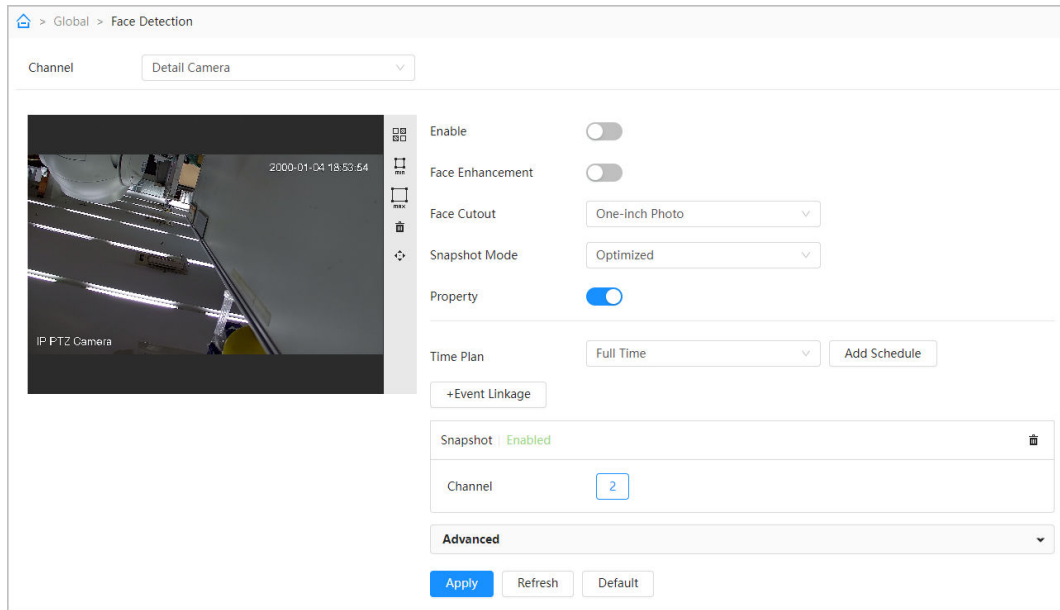 > Global > Face Detection
Channel Detail Camera
2000-01-04 18:53:54
min
max
IP PTZ Camera
Enable
Face Enhancement
Face Cutout One-inch Photo
Snapshot Mode Optimized
Property
Time Plan Full Time Add Schedule
+Event Linkage
Snapshot Enabled
Channel 2
Advanced
Apply Refresh Default